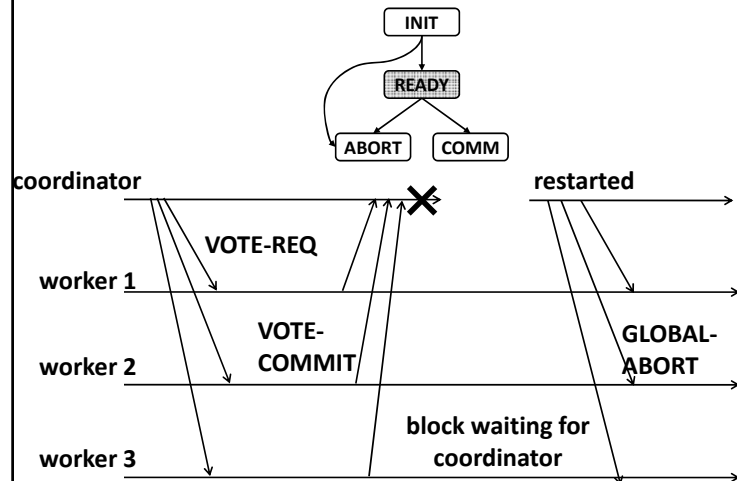 INIT
READY
ABORT
COMM
coordinator
restarted
VOTE-REQ
worker 1
VOTE-
COMMIT
GLOBAL-
ABORT
worker 2
block waiting for
coordinator
worker 3